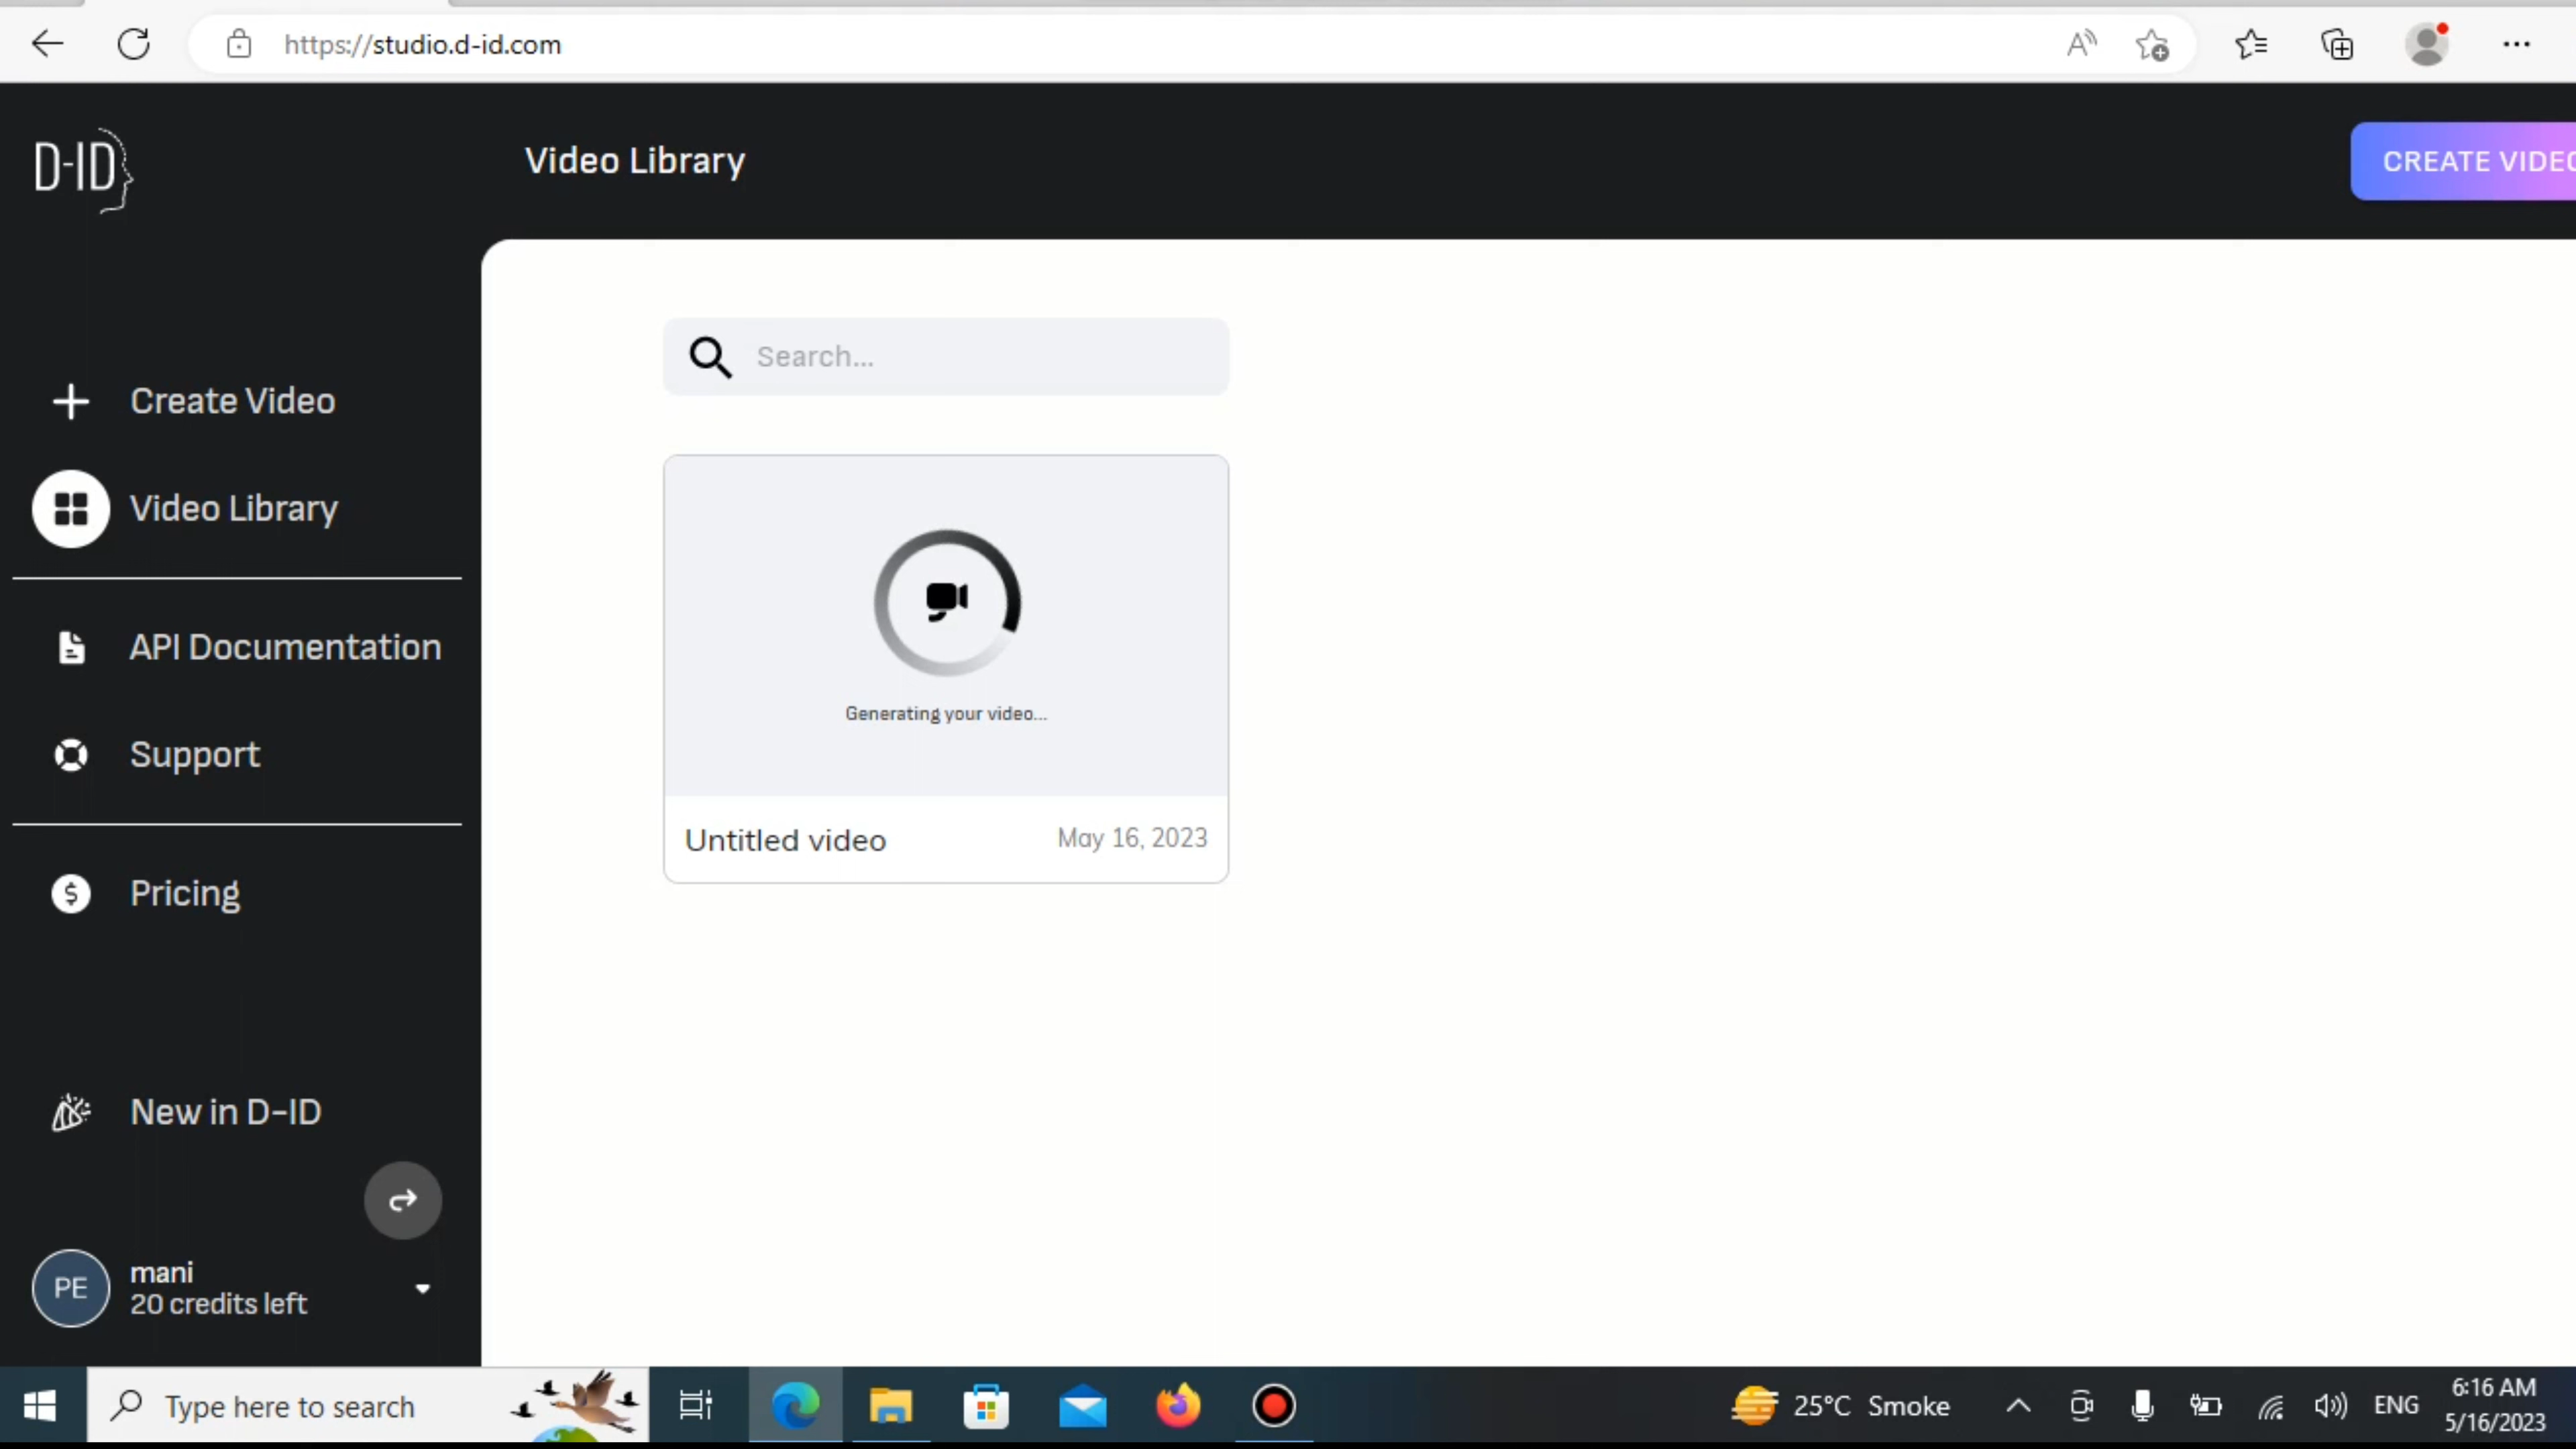 https://studio.d-id.com
D-ID
Video Library
CREATE VIDEO
Search...
Create Video
Video Library
API Documentation
Support
Pricing
New in D-ID
Generating your video...
Untitled video
May 16, 2023
PE
mani
20 credits left
Type here to search
25°C Smoke
ENG
6:16 AM
5/16/2023